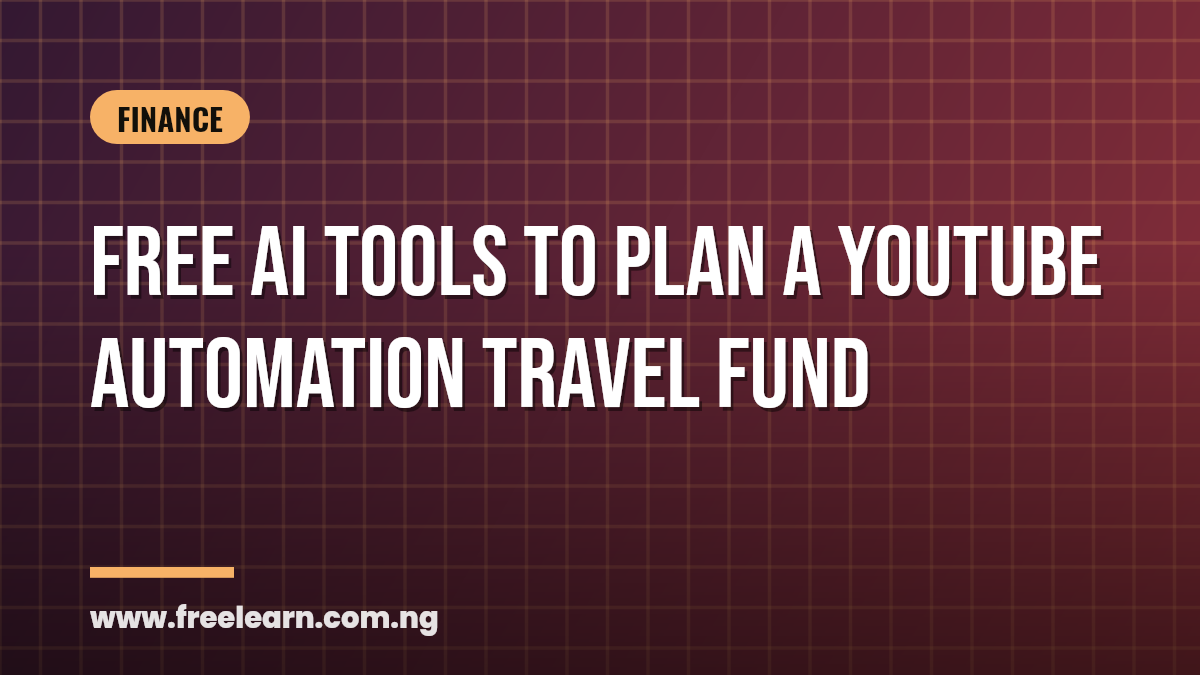 FINANCE
FREE AI TOOLS TO PLAN A YOUTUBE
AUTOMATION TRAVEL FUND
www.freelearn.com.ng